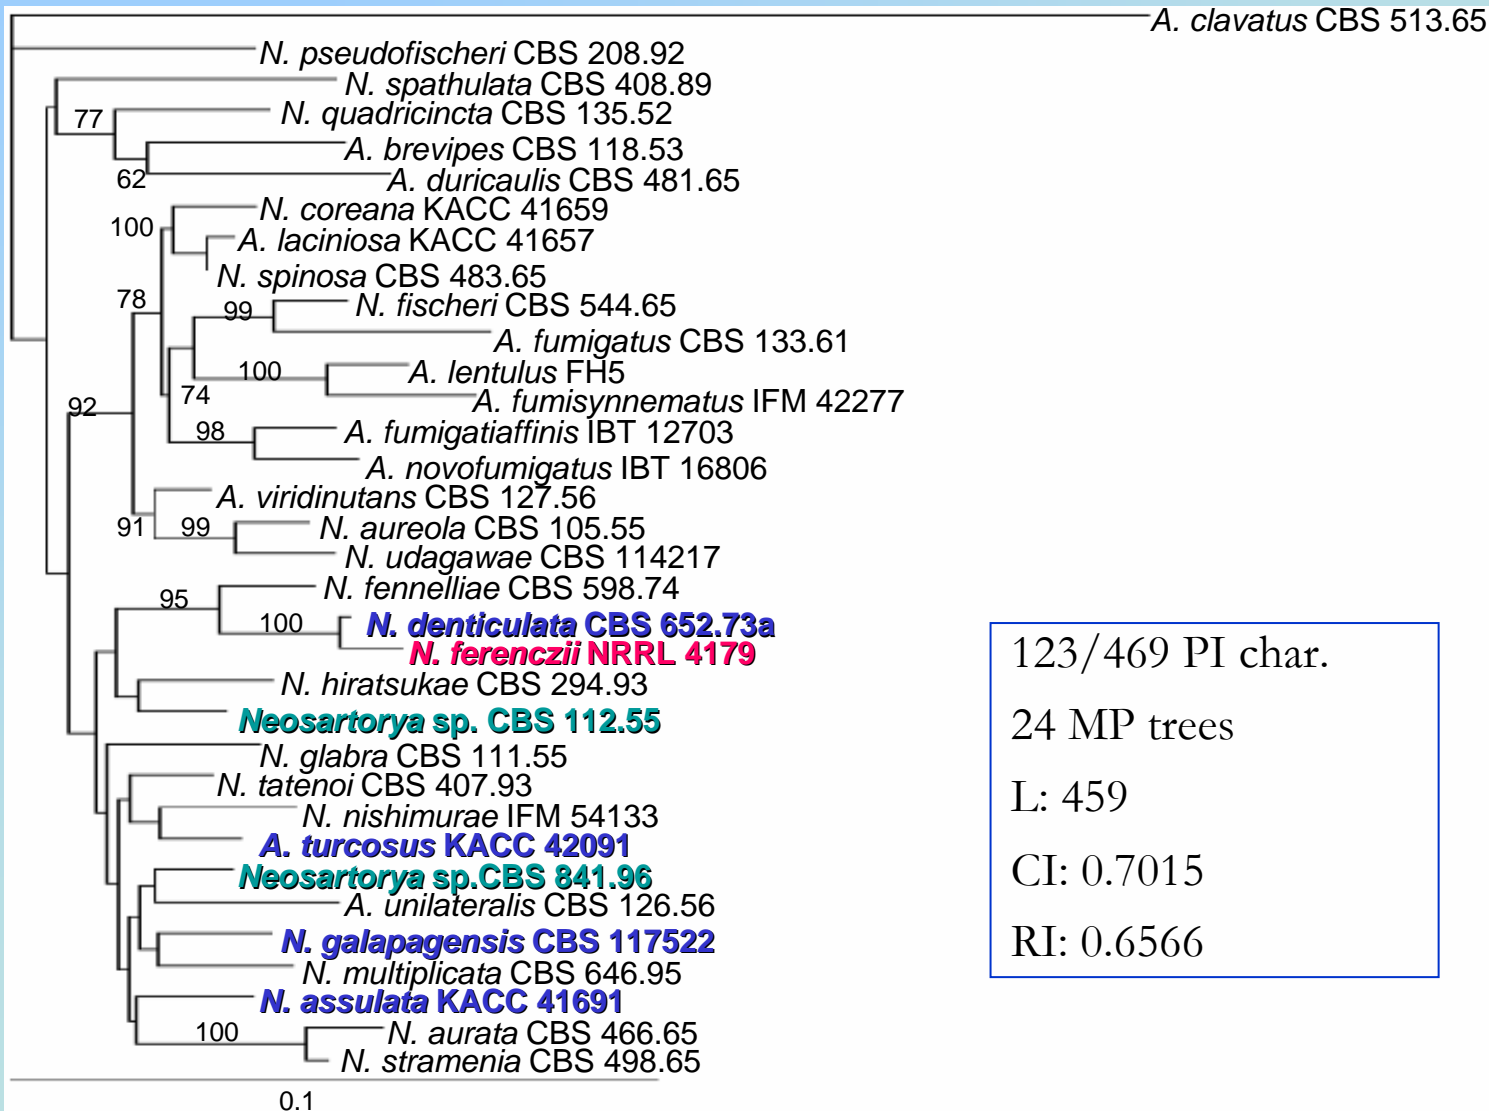 A. clavatus CBS 513.65
N. pseudofischeri CBS 208.92
N. spathulata CBS 408.89
77
N. quadricincta CBS 135.52
A. brevipes CBS 118.53
62
A. duricaulis CBS 481.65
N. coreana KACC 41659
100
A. laciniosa KACC 41657
N. spinosa CBS 483.65
78
N. fischeri CBS 544.65
99
A. fumigatus CBS 133.61
100
A. lentulus FH5
74
A. fumisynnematus IFM 42277
92
98
A. fumigatiaffinis IBT 12703
A. novofumigatus IBT 16806
A. viridinutans CBS 127.56
91
99
N. aureola CBS 105.55
N. udagawae CBS 114217
N. fennelliae CBS 598.74
95
100
N. denticulata CBS 652.73a
N. ferenczii NRRL 4179
N. hiratsukae CBS 294.93
Neosartorya sp. CBS 112.55
N. glabra CBS 111.55
N. tatenoi CBS 407.93
N. nishimurae IFM 54133
A. turcosus KACC 42091
Neosartorya sp.CBS 841.96
A. unilateralis CBS 126.56
N. galapagensis CBS 117522
N. multiplicata CBS 646.95
N. assulata KACC 41691
100
N. aurata CBS 466.65
N. stramenia CBS 498.65
0.1
123/469 PI char.
24 MP trees
L: 459
CI: 0.7015
RI: 0.6566